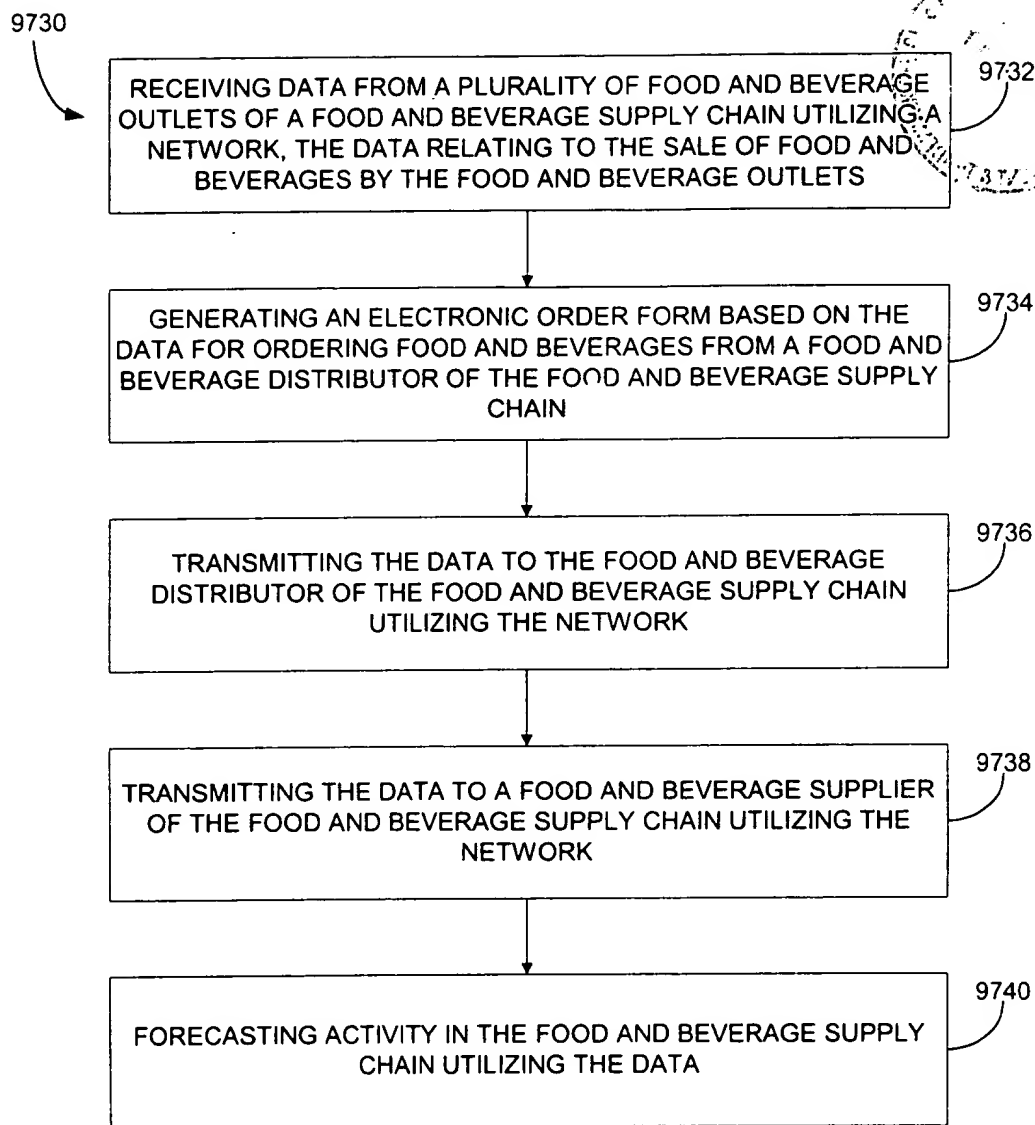 9730
RECEIVING DATA FROM A PLURALITY OF FOOD AND BEVERAGE
OUTLETS OF A FOOD AND BEVERAGE SUPPLY CHAIN UTILIZING A
NETWORK, THE DATA RELATING TO THE SALE OF FOOD AND
BEVERAGES BY THE FOOD AND BEVERAGE OUTLETS
9732
GENERATING AN ELECTRONIC ORDER FORM BASED ON THE
DATA FOR ORDERING FOOD AND BEVERAGES FROM A FOOD AND
BEVERAGE DISTRIBUTOR OF THE FOOD AND BEVERAGE SUPPLY
CHAIN
9734
TRANSMITTING THE DATA TO THE FOOD AND BEVERAGE
DISTRIBUTOR OF THE FOOD AND BEVERAGE SUPPLY CHAIN
UTILIZING THE NETWORK
9736
TRANSMITTING THE DATA TO A FOOD AND BEVERAGE SUPPLIER
OF THE FOOD AND BEVERAGE SUPPLY CHAIN UTILIZING THE
NETWORK
9738
FORECASTING ACTIVITY IN THE FOOD AND BEVERAGE SUPPLY
CHAIN UTILIZING THE DATA
9740